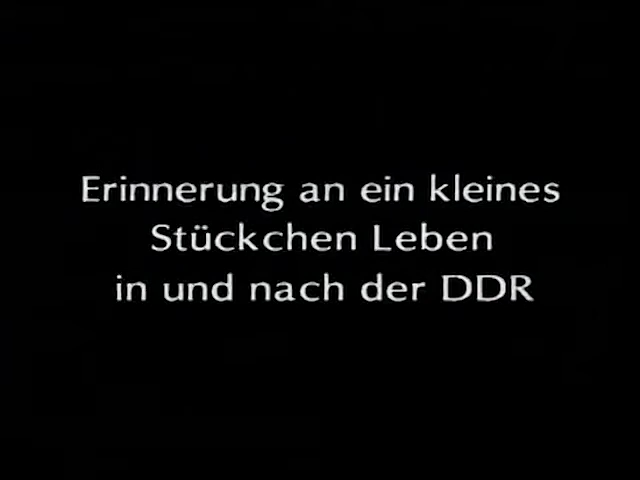 Erinnerung an ein kleines
Stückchen Leben
in und nach der DDR